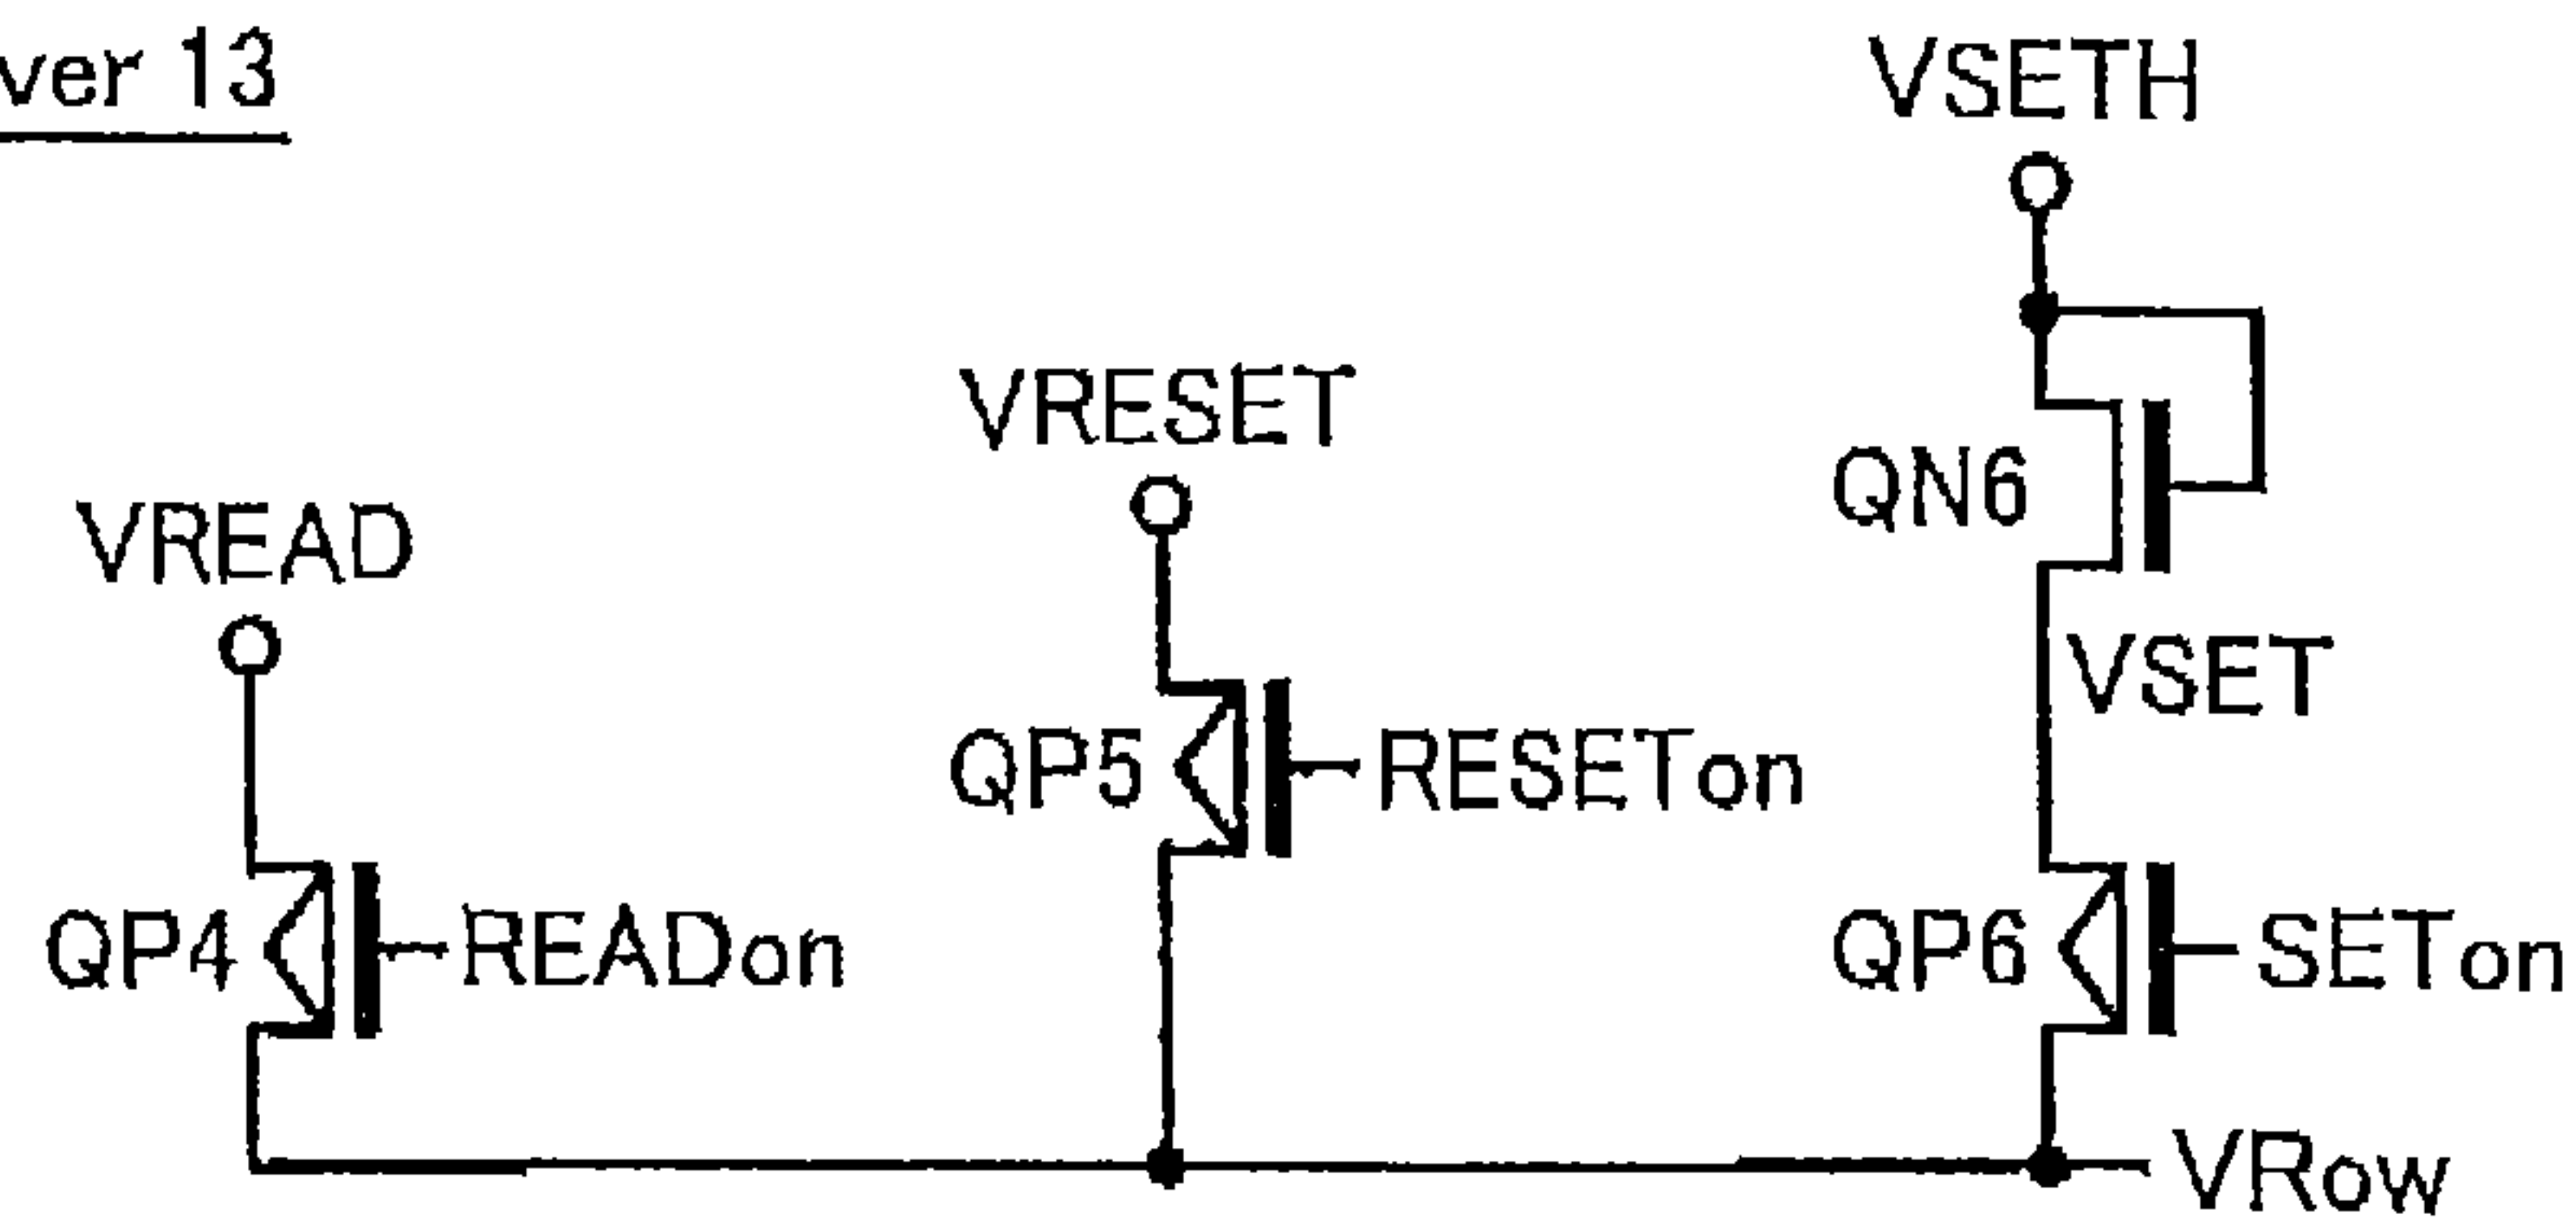 ver 13
VSETH
VRESET
VREAD
QN6
VSET
QP5
RESETon
QP4
READon
QP6
SETon
VRow